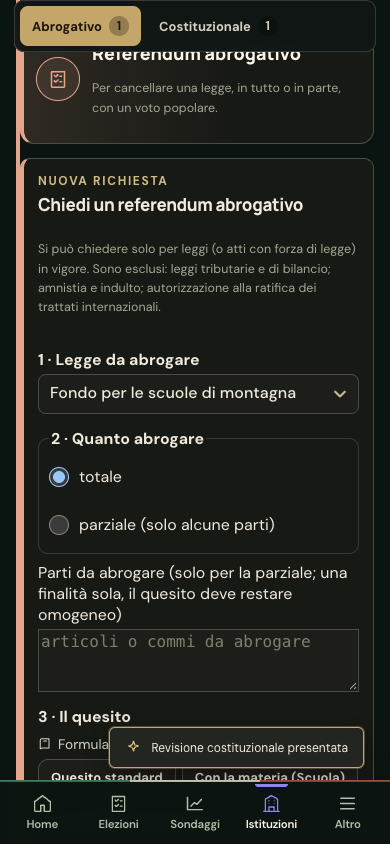 Abrogativo 1 Costituzionale 1
Referendum abrogativo
Per cancellare una legge, in tutto o in parte,
con un voto popolare.
NUOVA RICHIESTA
Chiedi un referendum abrogativo
Si può chiedere solo per leggi (o atti con forza di legge)
in vigore. Sono esclusi: leggi tributarie e di bilancio;
amnistia e indulto; autorizzazione alla ratifica dei
trattati internazionali.
1 · Legge da abrogare
Fondo per le scuole di montagna
2 · Quanto abrogare
totale
parziale (solo alcune parti)
Parti da abrogare (solo per la parziale; una
finalità sola, il quesito deve restare
omogeneo)
articoli o commi da abrogare
3 · Il quesito
Formula
Revisione costituzionale presentata
Quesito standard Con la materia (Scuola)
Home Elezioni Sondaggi Istituzioni Altro